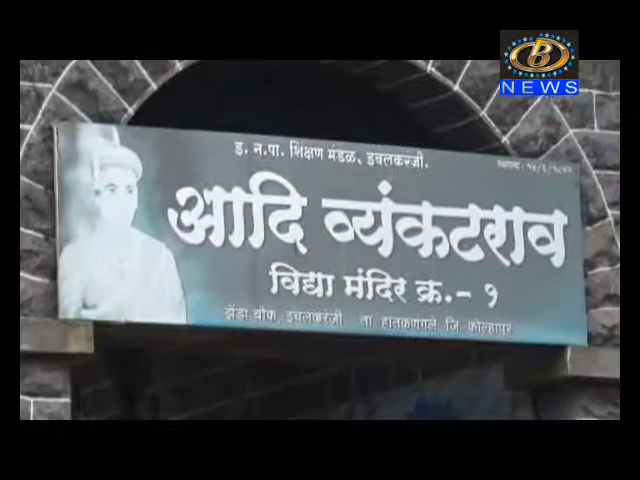 B
NEWS
इ. न.पा. शिक्षण मंडळ, इचलकरंजी.
आदि व्यंकटराव
विद्या मंदिर क्र.- १
झेंडा चौक, इचलकरंजी ता हातकणंगले जि. कोल्हापूर